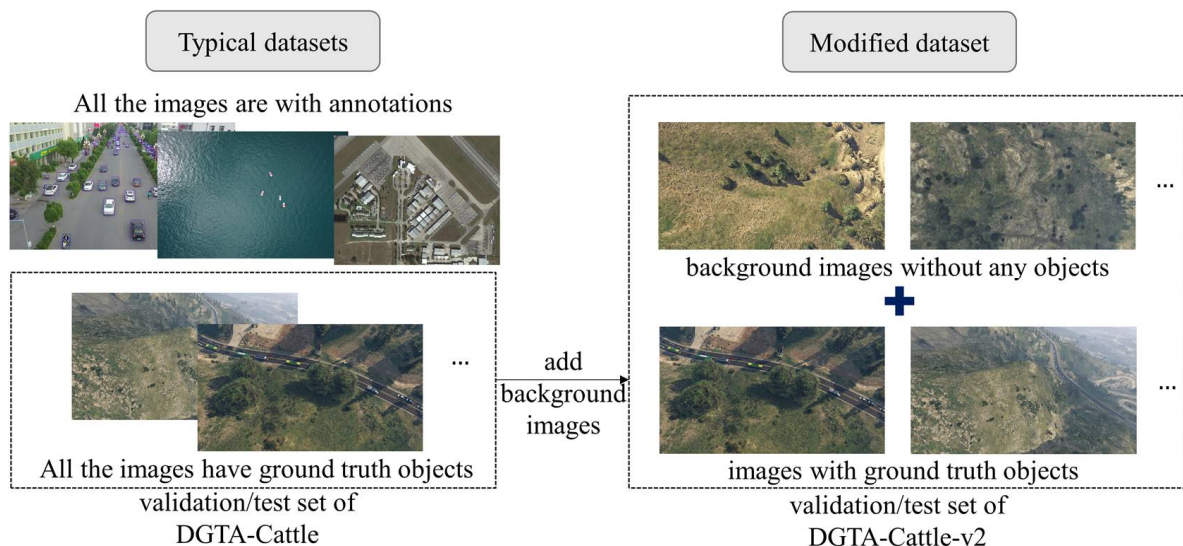 Typical datasets
All the images are with annotations
...
All the images have ground truth objects
validation/test set of
DGTA-Cattle
add
background
images
Modified dataset
...
background images without any objects
...
images with ground truth objects
validation/test set of
DGTA-Cattle-v2